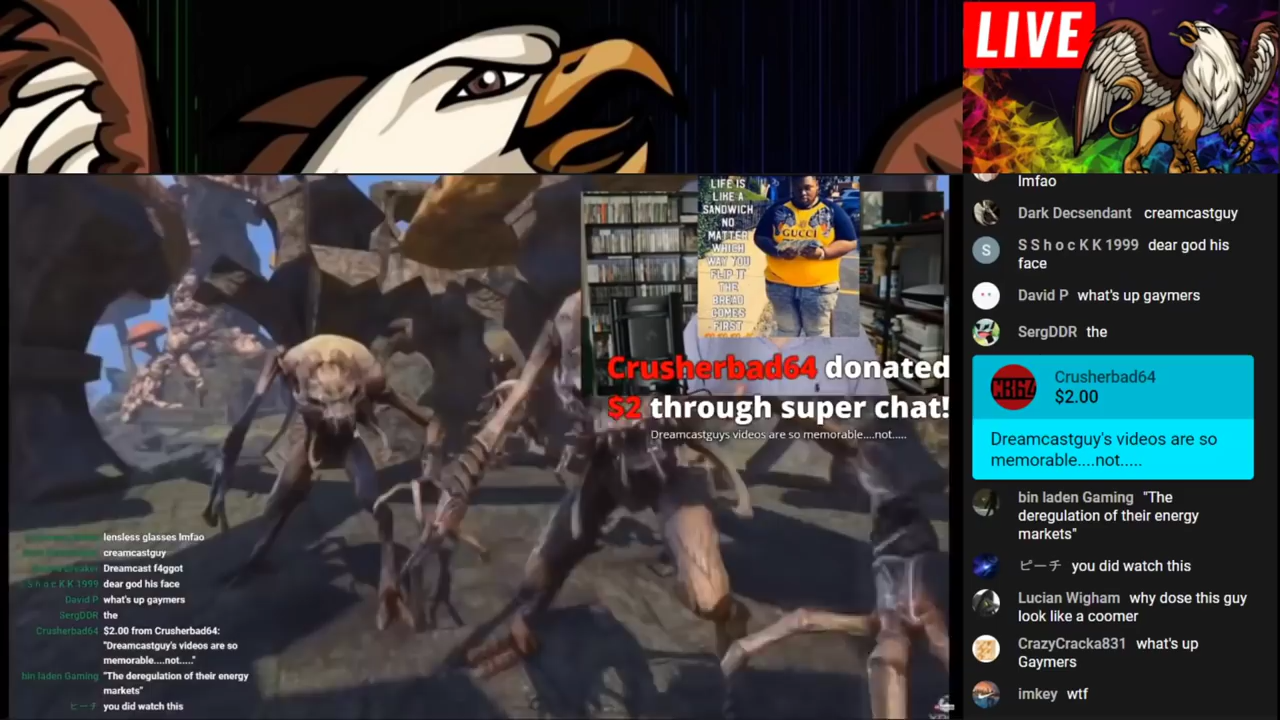 LIVE
lmfao
Dark Decsendant creamcastguy
S S h o c K K 1999 dear god his
face
David P what's up gaymers
SergDDR the
Crusherbad64
$2.00
Dreamcastguy's videos are so
memorable....not.....
bin laden Gaming "The
deregulation of their energy
markets"
ピーチ you did watch this
Lucian Wigham why dose this guy
look like a coomer
CrazyCracka831 what's up
Gaymers
imkey wtf
LIFE IS
LIKE A
SANDWICH
NO
MATTER
WHICH
WAY YOU
FLIP IT
THE
BREAD
COMES
FIRST
GUCCI
Crusherbad64 donated
$2 through super chat!
Dreamcastguys videos are so memorable....not.....
lensless glasses lmfao
creamcastguy
Dreamcast f4ggot
S S h o c K K 1999 dear god his face
David P what's up gaymers
SergDDR the
Crusherbad64 $2.00 from Crusherbad64:
"Dreamcastguy's videos are so
memorable....not....."
bin laden Gaming "The deregulation of their energy
markets"
ピーチ you did watch this